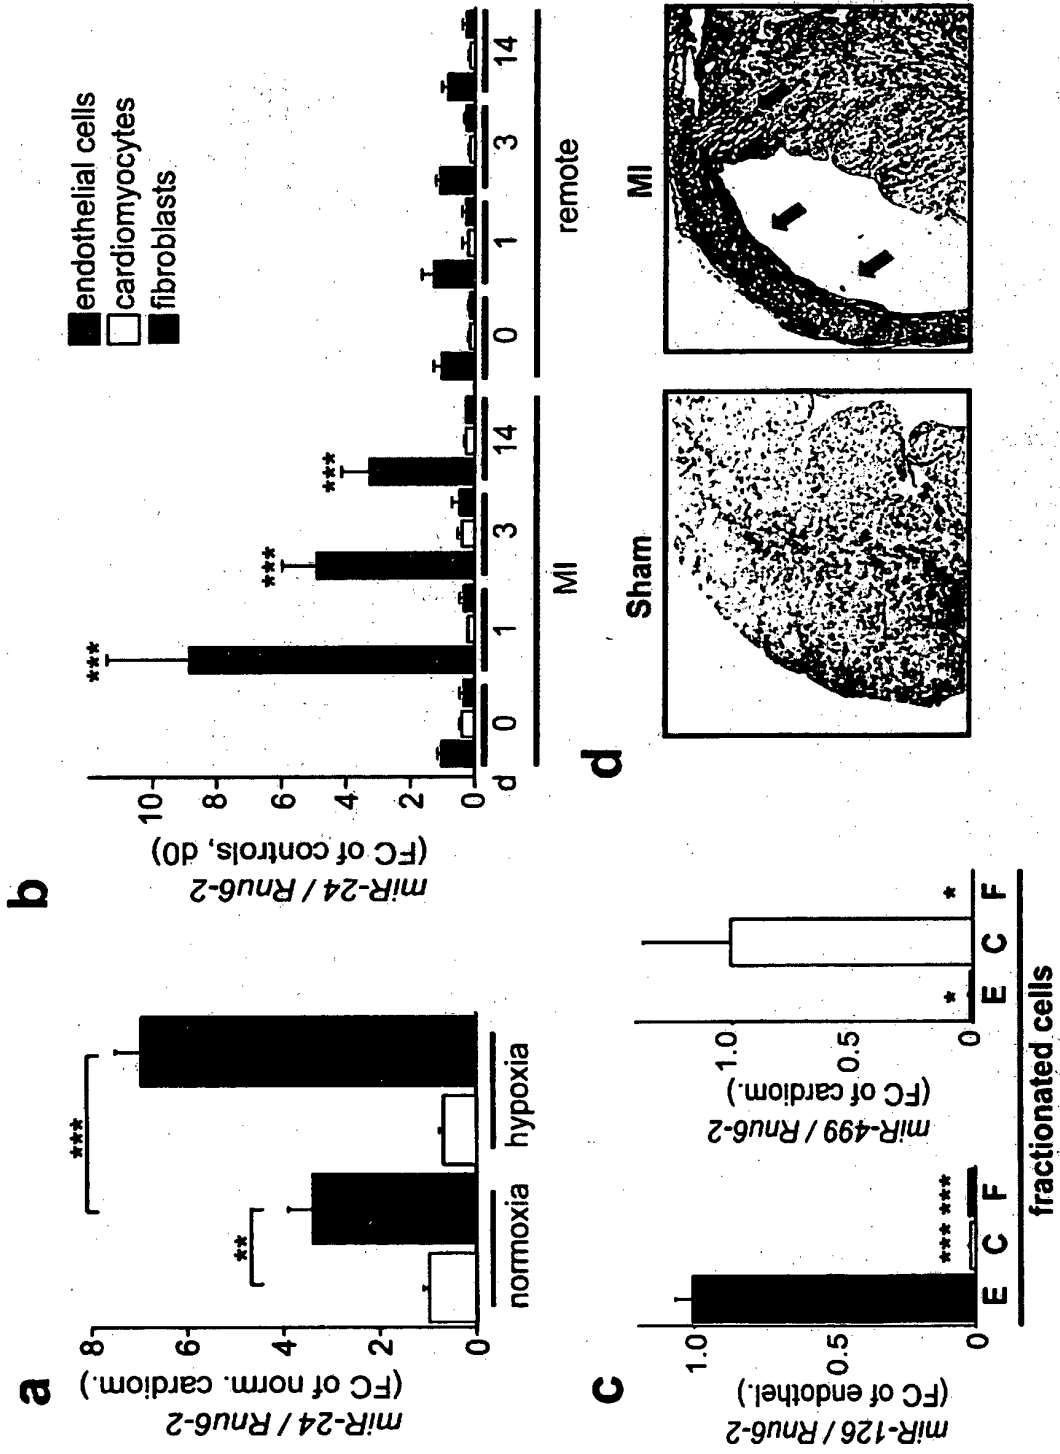 a
miR-24 / Rnu6-2
(FC of norm. cardiom.)
8
6
4
2
0
**
***
normoxia
hypoxia
b
miR-24 / Rnu6-2
(FC of controls, d0)
10
8
6
4
2
0
***
***
***
endothelial cells
cardiomyocytes
fibroblasts
d 0 1 3 14 0 1 3 14
MI remote
c
miR-126 / Rnu6-2
(FC of endothel.)
1.0
0.5
0
*** ***
E C F
miR-499 / Rnu6-2
(FC of cardiom.)
1.0
0.5
0
* *
E C F
fractionated cells
d
Sham
MI